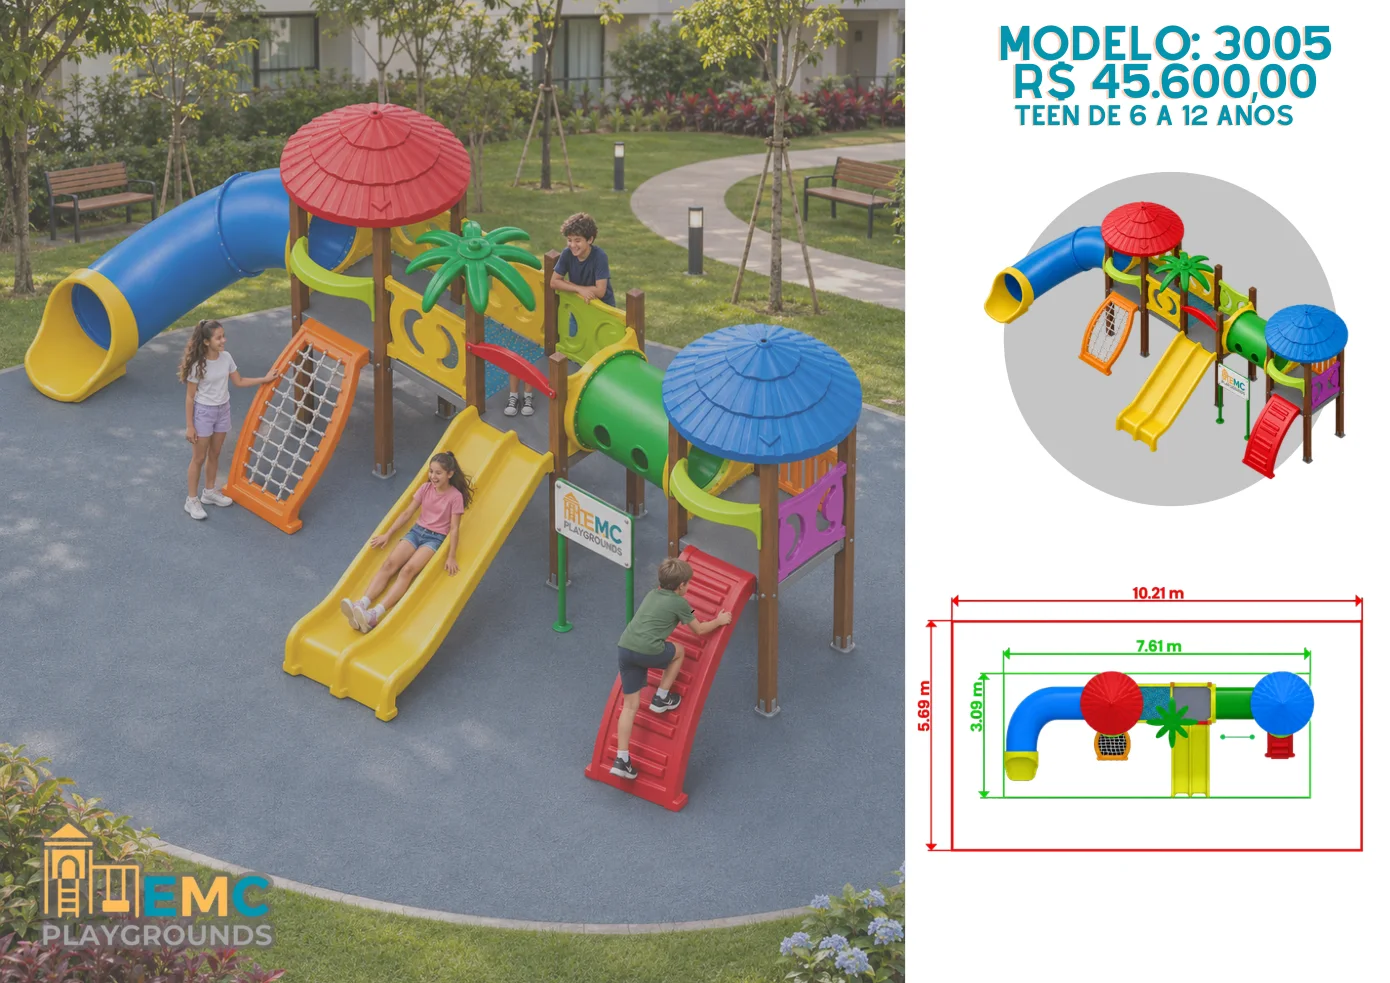 MODELO: 3005
R$ 45.600,00
TEEN DE 6 A 12 ANOS
EMC
PLAYGROUNDS
EMC
10.21 m
7.61 m
5.69 m
3.09 m
EMC
PLAYGROUNDS